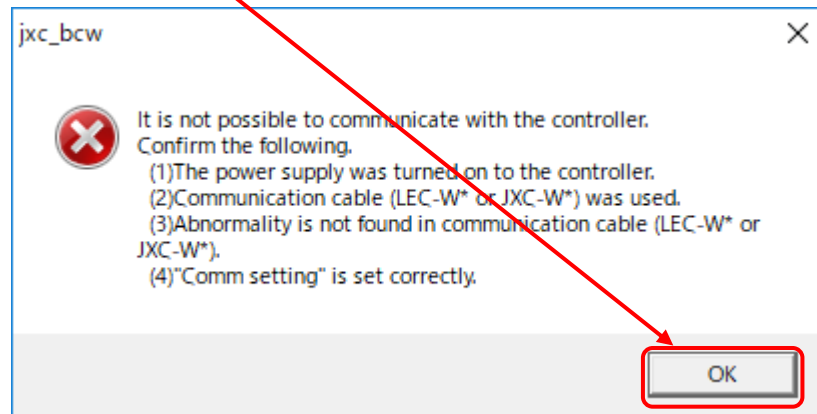 jxc_bcw
It is not possible to communicate with the controller.
Confirm the following.
(1)The power supply was turned on to the controller.
(2)Communication cable (LEC-W* or JXC-W*) was used.
(3)Abnormality is not found in communication cable (LEC-W* or
JXC-W*).
(4)"Comm setting" is set correctly.
OK